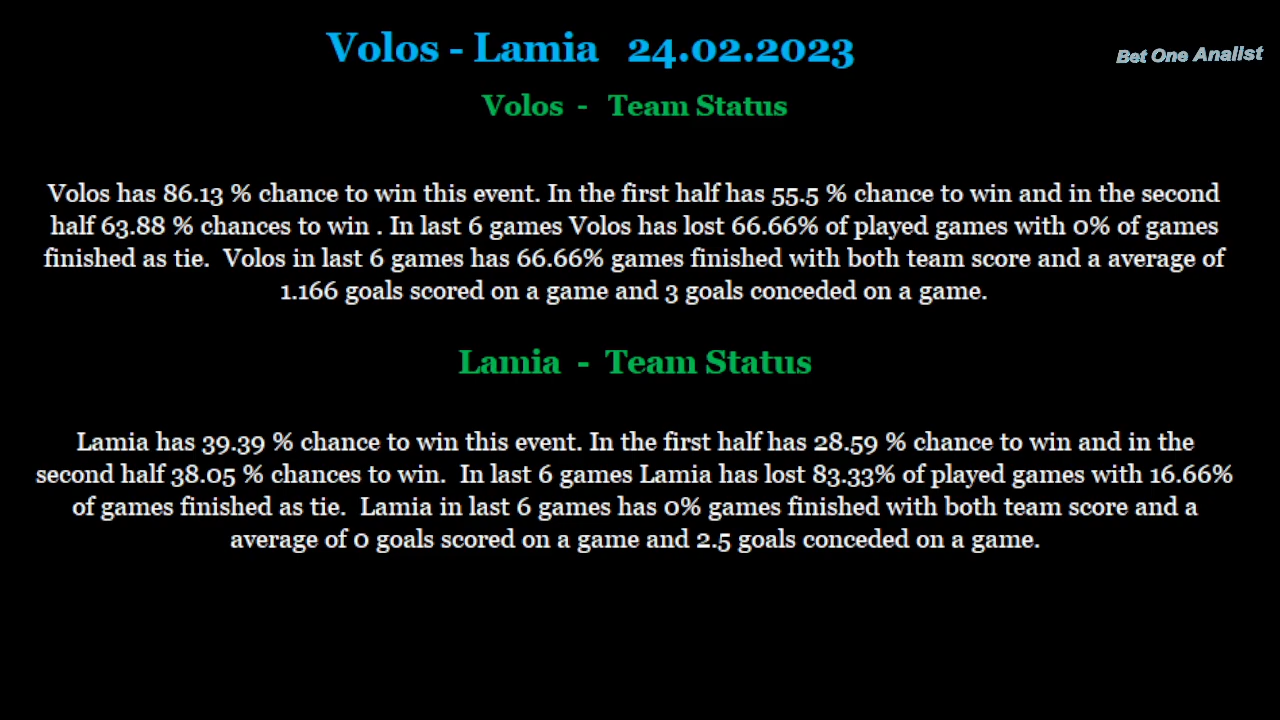 Volos - Lamia 24.02.2023
Bet One Analist
Volos - Team Status
Volos has 86.13 % chance to win this event. In the first half has 55.5 % chance to win and in the second
half 63.88 % chances to win . In last 6 games Volos has lost 66.66% of played games with 0% of games
finished as tie. Volos in last 6 games has 66.66% games finished with both team score and a average of
1.166 goals scored on a game and 3 goals conceded on a game.
Lamia - Team Status
Lamia has 39.39 % chance to win this event. In the first half has 28.59 % chance to win and in the
second half 38.05 % chances to win. In last 6 games Lamia has lost 83.33% of played games with 16.66%
of games finished as tie. Lamia in last 6 games has 0% games finished with both team score and a
average of 0 goals scored on a game and 2.5 goals conceded on a game.